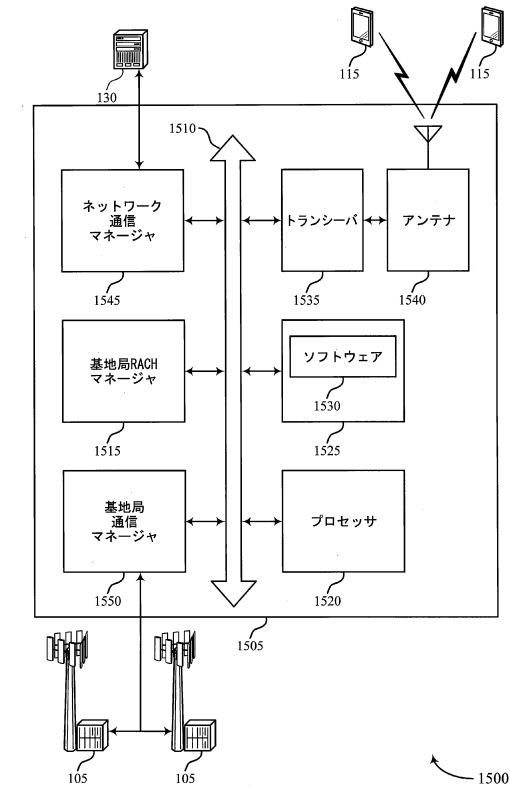 115
115
130
1510
ネットワーク
通信
マネージャ
トランシーバ
アンテナ
1545
1535
1540
基地局RACH
マネージャ
ソフトウェア
1530
1515
1525
基地局
通信
マネージャ
プロセッサ
1550
1520
1505
105
105
1500